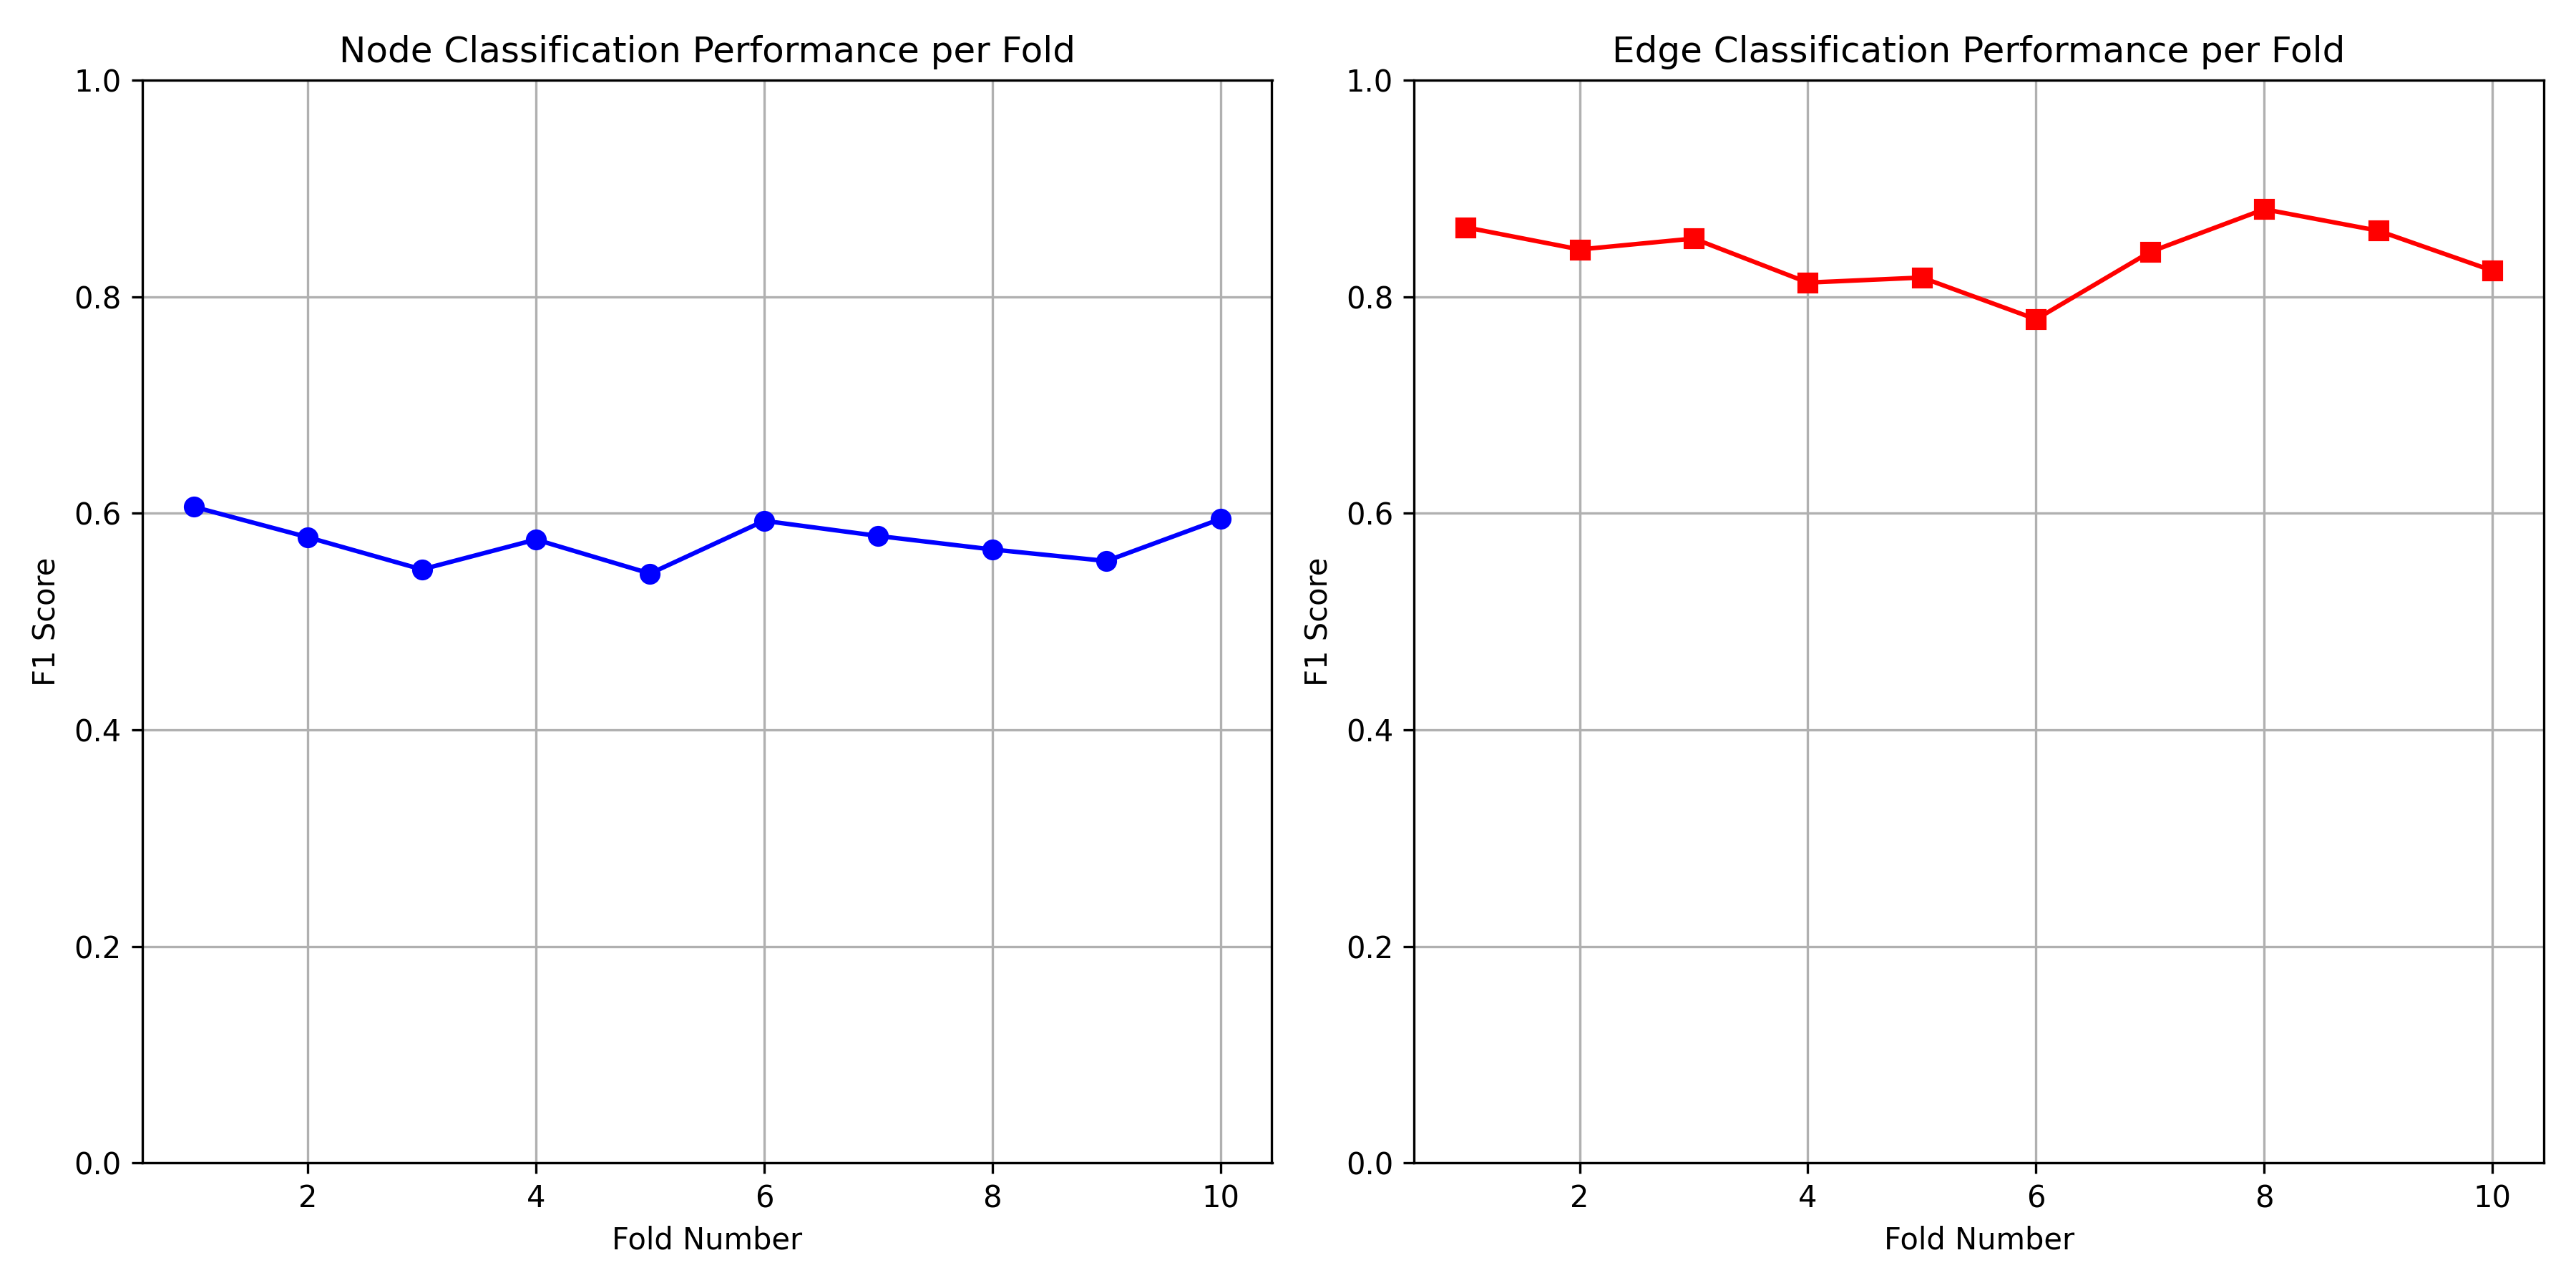 Node Classification Performance per Fold
1.0
0.8
0.6
0.4
0.2
0.0
F1 Score
2 4 6 8 10
Fold Number
Edge Classification Performance per Fold
1.0
0.8
0.6
0.4
0.2
0.0
F1 Score
2 4 6 8 10
Fold Number